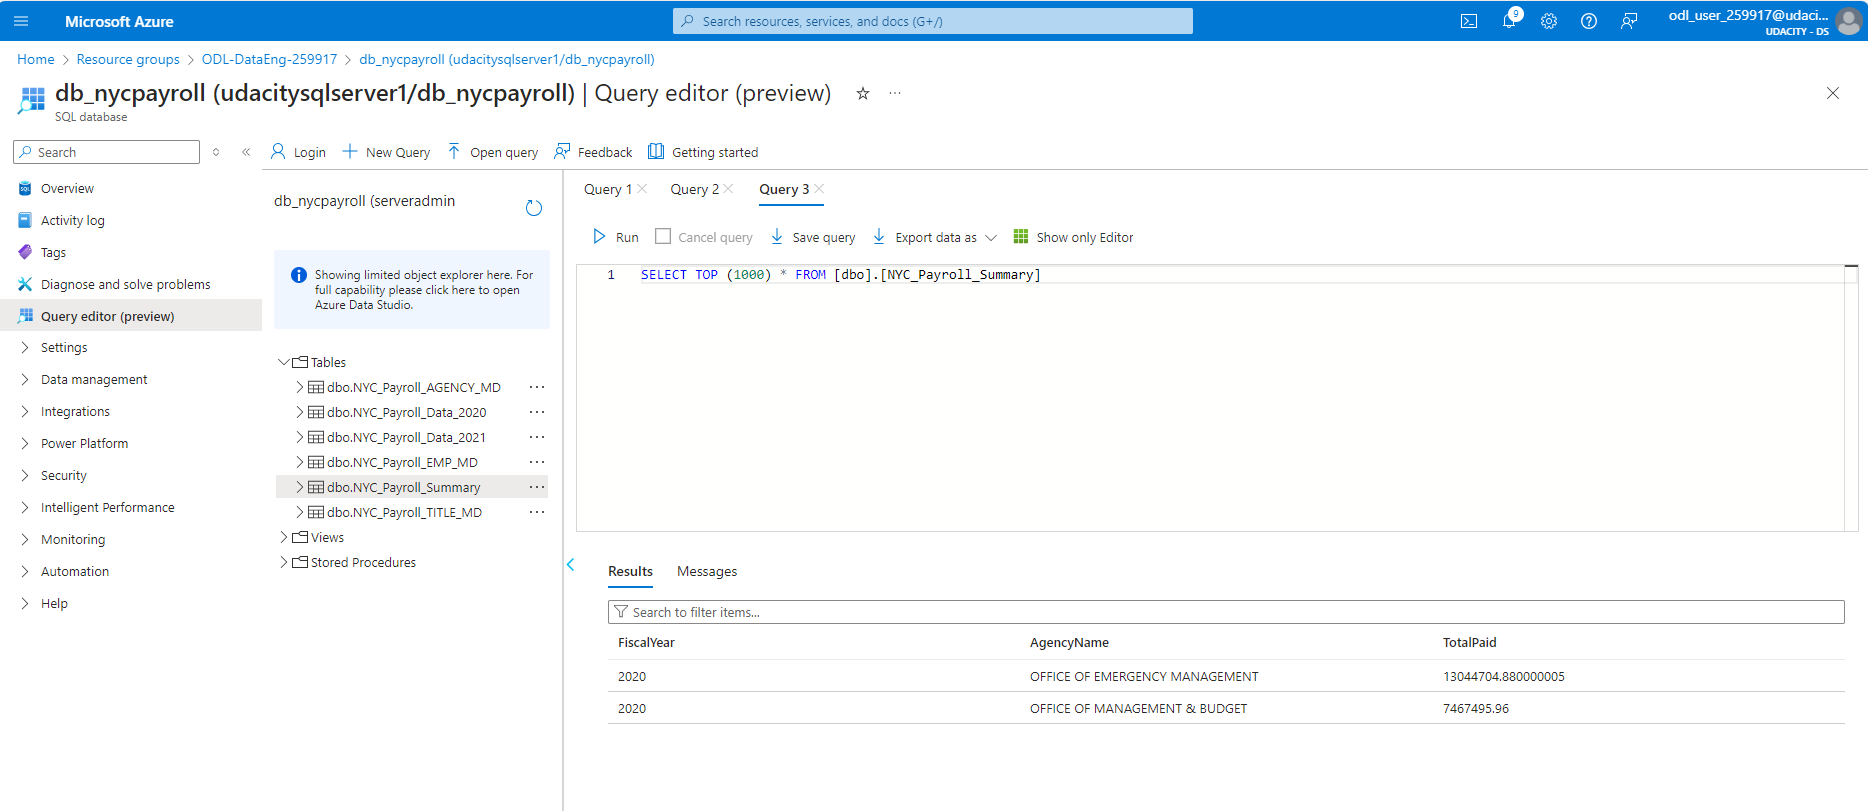 Microsoft Azure
Search resources, services, and docs (G+/)
9
odl_user_259917@udaci...
UDACITY - DS
Home > Resource groups > ODL-DataEng-259917 > db_nycpayroll (udacitysqlserver1/db_nycpayroll)
db_nycpayroll (udacitysqlserver1/db_nycpayroll) | Query editor (preview)
SQL database
Search
Login
New Query
Open query
Feedback
Getting started
Overview
Activity log
Tags
Diagnose and solve problems
Query editor (preview)
Settings
Data management
Integrations
Power Platform
Security
Intelligent Performance
Monitoring
Automation
Help
db_nycpayroll (serveradmin
Showing limited object explorer here. For
full capability please click here to open
Azure Data Studio.
Tables
dbo.NYC_Payroll_AGENCY_MD
dbo.NYC_Payroll_Data_2020
dbo.NYC_Payroll_Data_2021
dbo.NYC_Payroll_EMP_MD
dbo.NYC_Payroll_Summary
dbo.NYC_Payroll_TITLE_MD
Views
Stored Procedures
Query 1
Query 2
Query 3
Run
Cancel query
Save query
Export data as
Show only Editor
1 SELECT TOP (1000) * FROM [dbo].[NYC_Payroll_Summary]
Results
Messages
Search to filter items...
FiscalYear AgencyName TotalPaid
2020 OFFICE OF EMERGENCY MANAGEMENT 13044704.880000005
2020 OFFICE OF MANAGEMENT & BUDGET 7467495.96